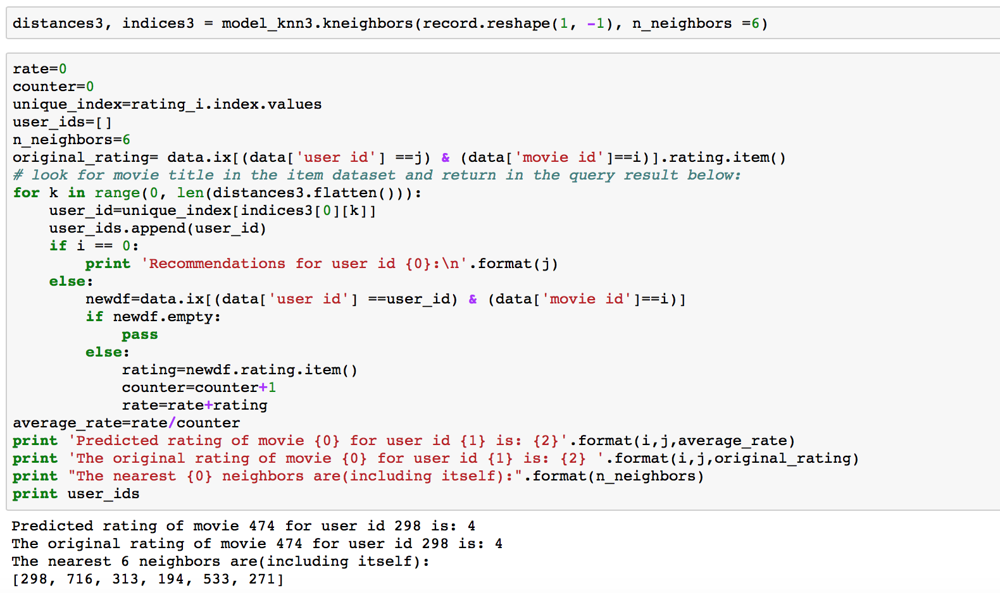 distances3, indices3 = model_knn3.kneighbors(record.reshape(1, -1), n_neighbors =6)
rate=0
counter=0
unique_index=rating_i.index.values
user_ids=[]
n_neighbors=6
original_rating= data.ix[(data['user id'] ==j) & (data['movie id']==i)].rating.item()
# look for movie title in the item dataset and return in the query result below:
for k in range(0, len(distances3.flatten())):
    user_id=unique_index[indices3[0][k]]
    user_ids.append(user_id)
    if i == 0:
        print 'Recommendations for user id {0}:\n'.format(j)
    else:
        newdf=data.ix[(data['user id'] ==user_id) & (data['movie id']==i)]
        if newdf.empty:
            pass
        else:
            rating=newdf.rating.item()
            counter=counter+1
            rate=rate+rating
average_rate=rate/counter
print 'Predicted rating of movie {0} for user id {1} is: {2}'.format(i,j,average_rate)
print 'The original rating of movie {0} for user id {1} is: {2} '.format(i,j,original_rating)
print "The nearest {0} neighbors are(including itself):".format(n_neighbors)
print user_ids
Predicted rating of movie 474 for user id 298 is: 4
The original rating of movie 474 for user id 298 is: 4
The nearest 6 neighbors are(including itself):
[298, 716, 313, 194, 533, 271]